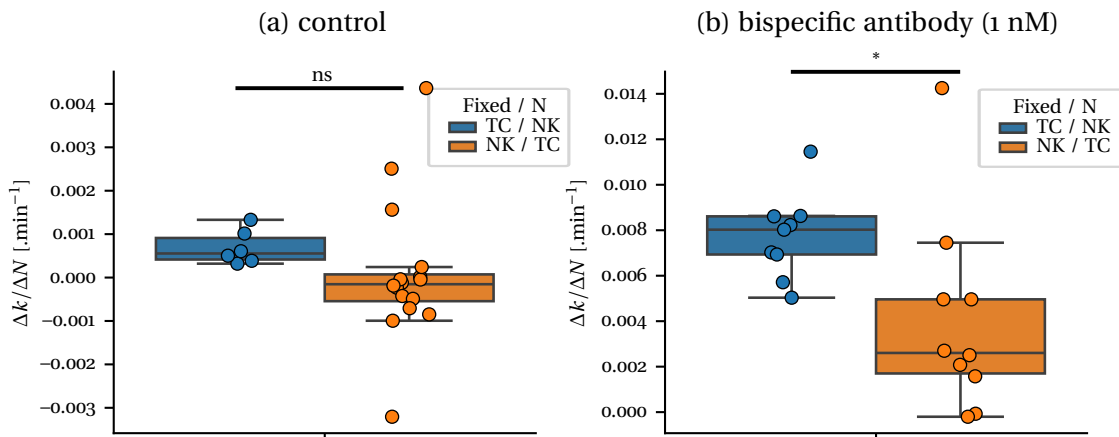 (a) control
ns
Fixed / N
TC / NK
NK / TC
0.004
0.003
0.002
0.001
0.000
−0.001
−0.002
−0.003
Δk/ΔN [.min⁻¹]
(b) bispecific antibody (1 nM)
*
Fixed / N
TC / NK
NK / TC
0.014
0.012
0.010
0.008
0.006
0.004
0.002
0.000
Δk/ΔN [.min⁻¹]